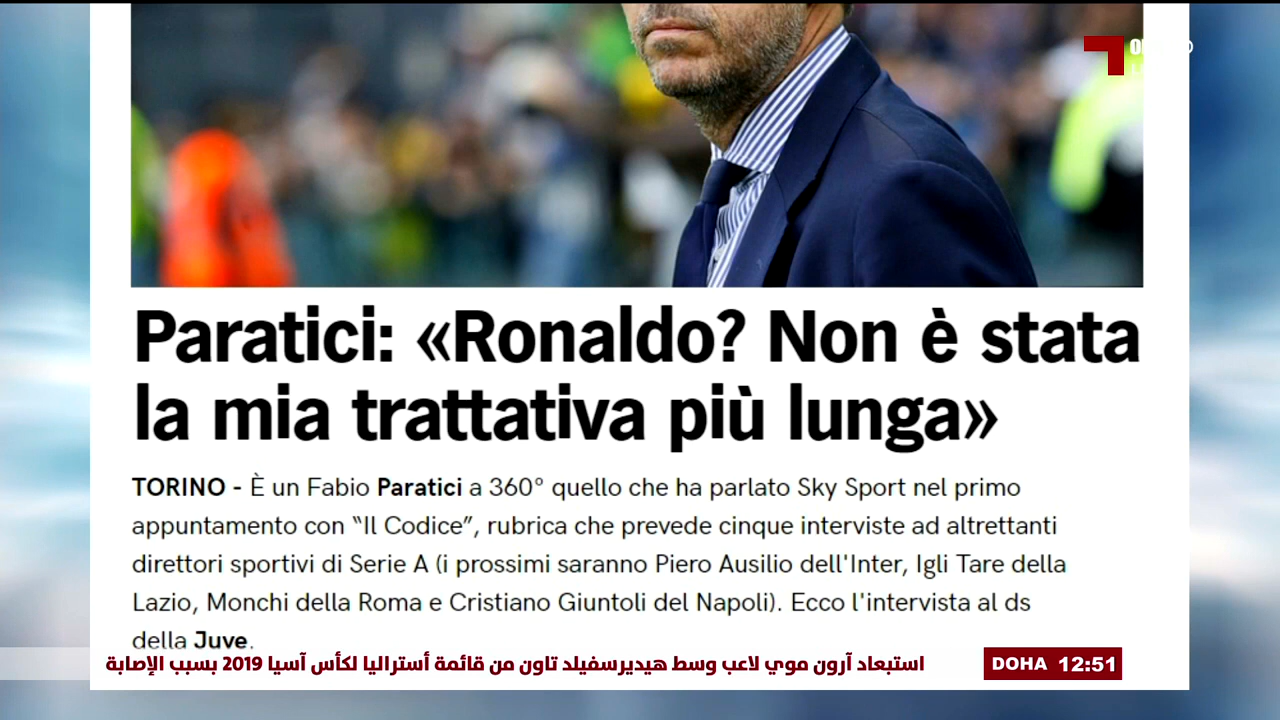 Paratici: «Ronaldo? Non è stata
la mia trattativa più lunga»
TORINO - È un Fabio Paratici a 360° quello che ha parlato Sky Sport nel primo
appuntamento con “Il Codice”, rubrica che prevede cinque interviste ad altrettanti
direttori sportivi di Serie A (i prossimi saranno Piero Ausilio dell'Inter, Igli Tare della
Lazio, Monchi della Roma e Cristiano Giuntoli del Napoli). Ecco l'intervista al ds
della Juve.
استبعاد آرون موي لاعب وسط هيديرسفيلد تاون من قائمة أستراليا لكأس آسيا 2019 بسبب الإصابة
DOHA 12:51